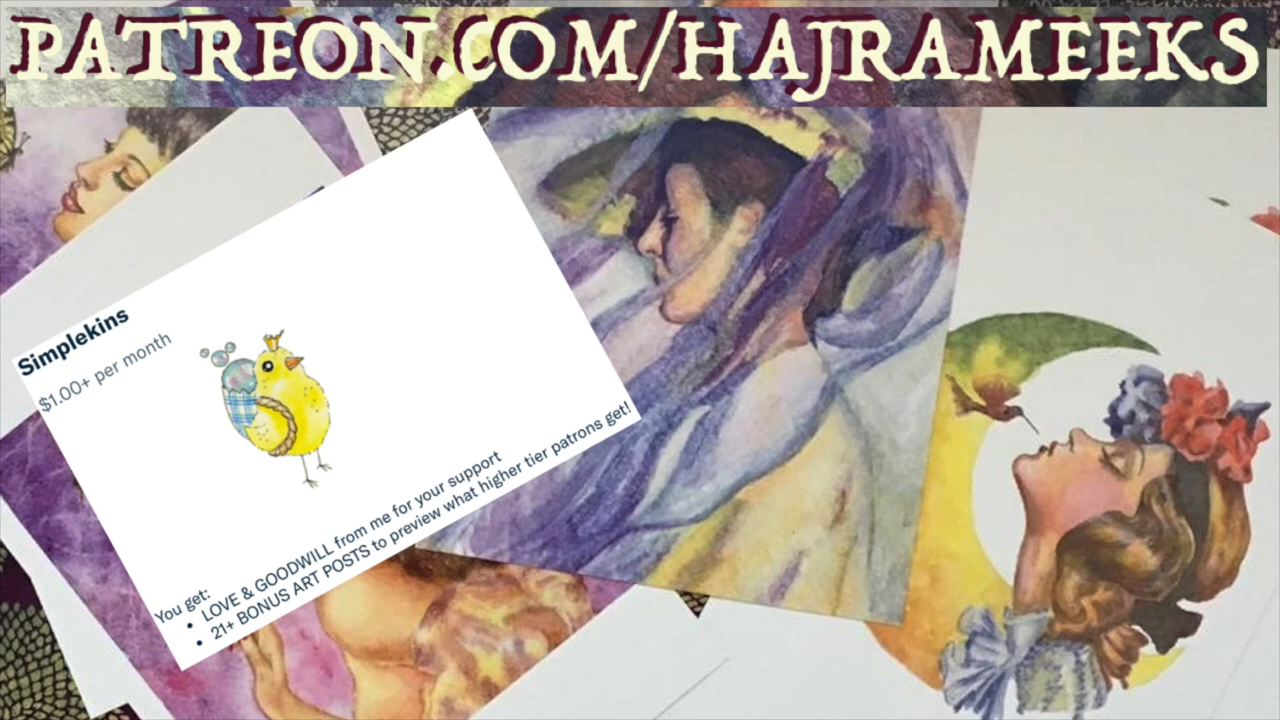 PATREON.COM/HAJRAMEEKS
Simplekins
$1.00+ per month
You get:
• LOVE & GOODWILL from me for your support
• 21+ BONUS ART POSTS to preview what higher tier patrons get!